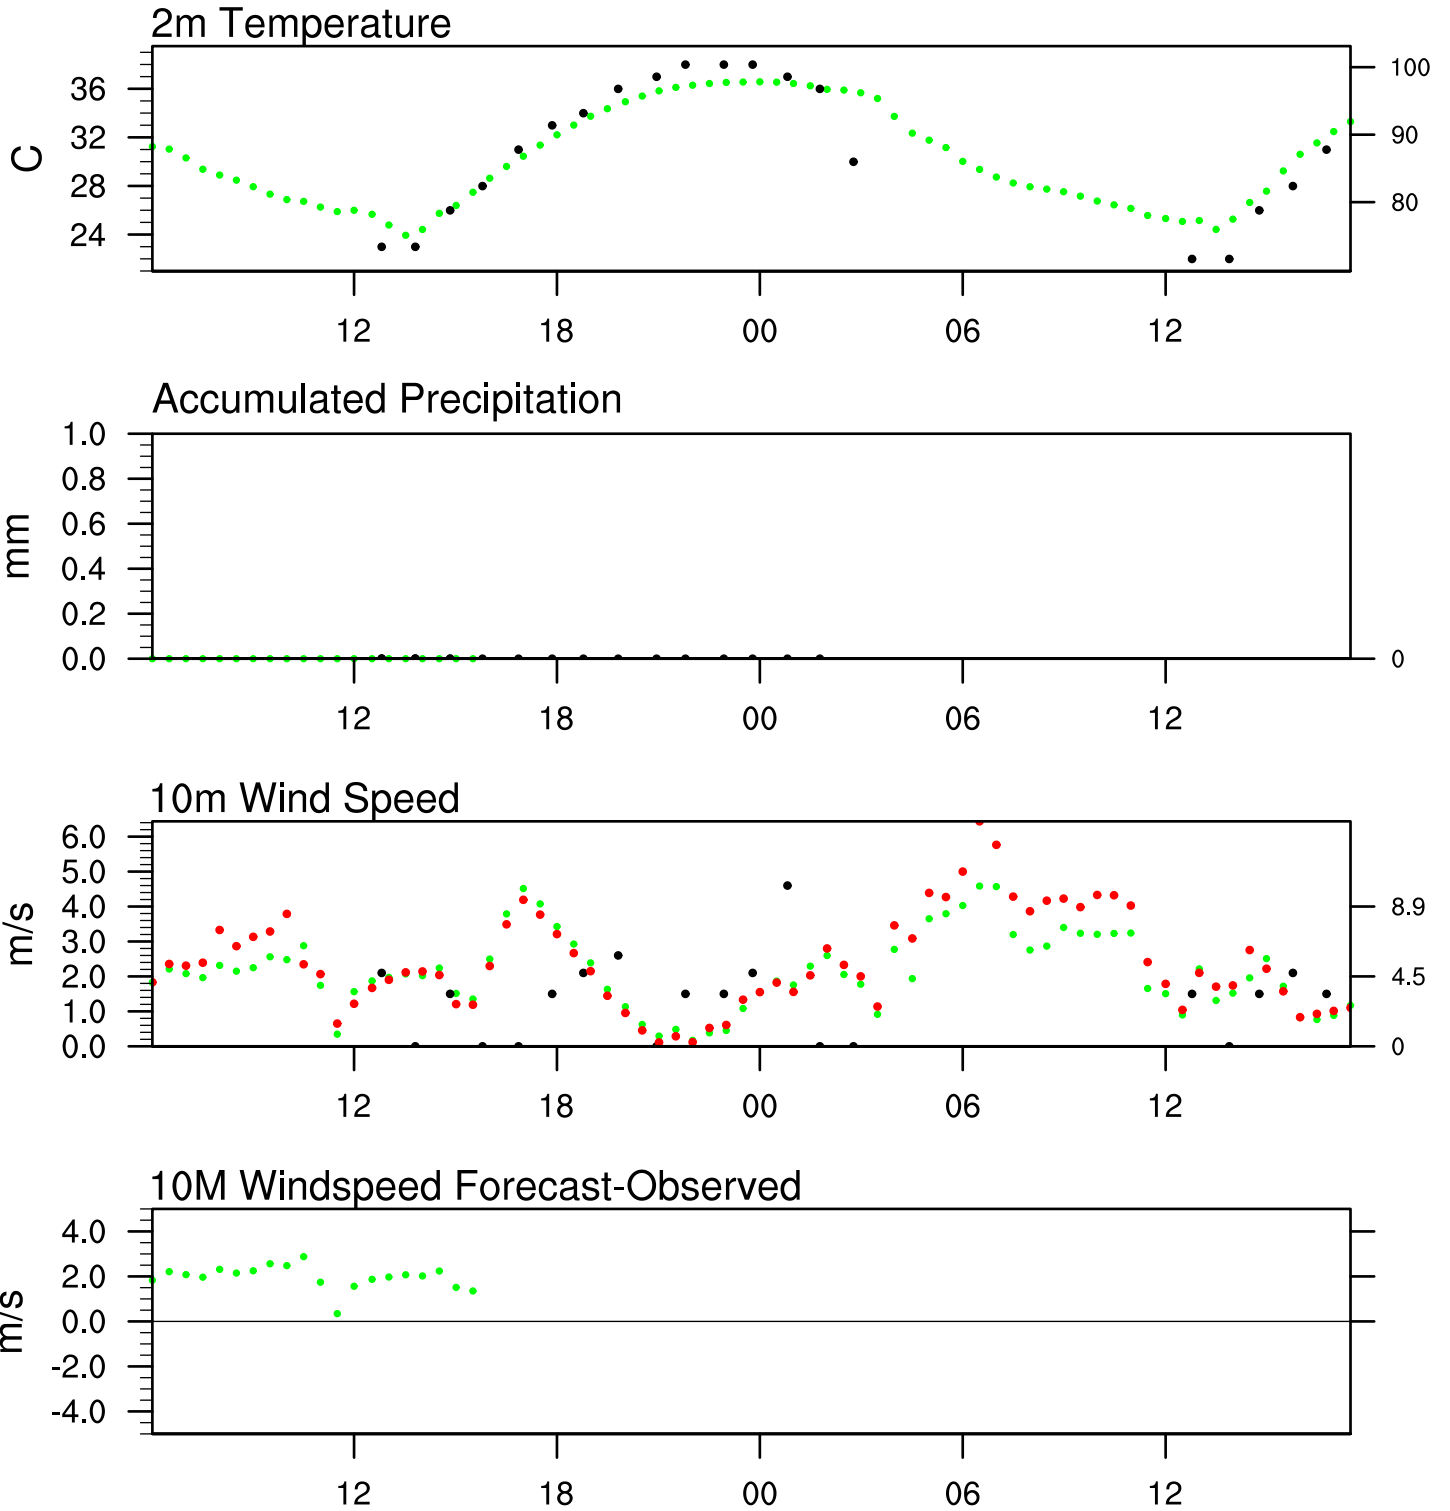 2m Temperature
36
32
28
24
C
100
90
80
12 18 00 06 12
Accumulated Precipitation
1.0
0.8
0.6
0.4
0.2
0.0
mm
0
12 18 00 06 12
10m Wind Speed
6.0
5.0
4.0
3.0
2.0
1.0
0.0
m/s
8.9
4.5
0
12 18 00 06 12
10M Windspeed Forecast-Observed
4.0
2.0
0.0
-2.0
-4.0
m/s
12 18 00 06 12